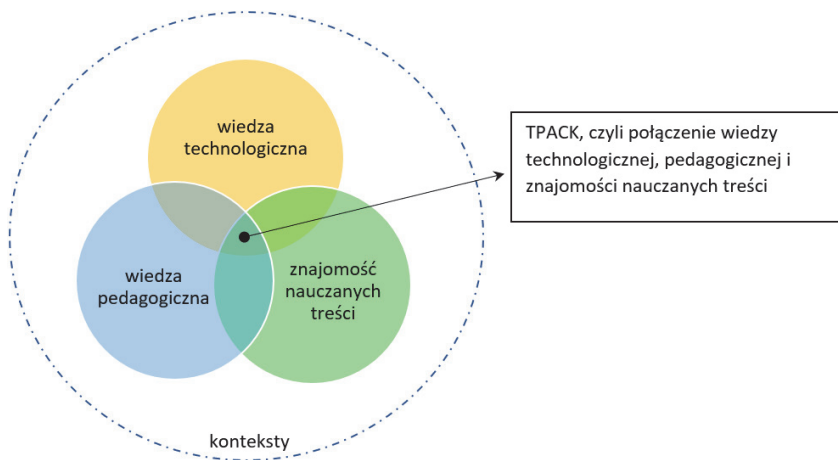 wiedza
technologiczna
TPACK, czyli połączenie wiedzy
technologicznej, pedagogicznej i
znajomości nauczanych treści
wiedza
pedagogiczna
znajomość
nauczanych
treści
konteksty